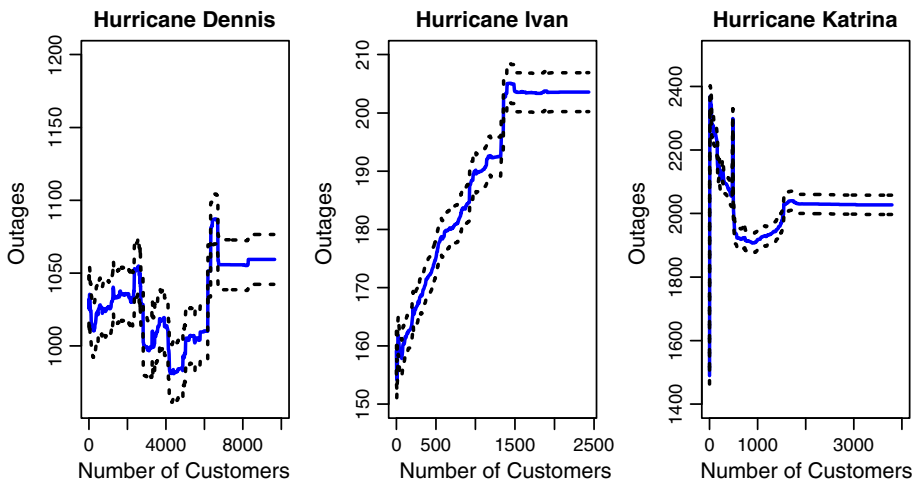 Hurricane Dennis
Outages
1200
1150
1100
1050
1000
0 4000 8000
Number of Customers
Hurricane Ivan
Outages
210
200
190
180
170
160
150
0 500 1500 2500
Number of Customers
Hurricane Katrina
Outages
2400
2200
2000
1800
1600
1400
0 1000 3000
Number of Customers